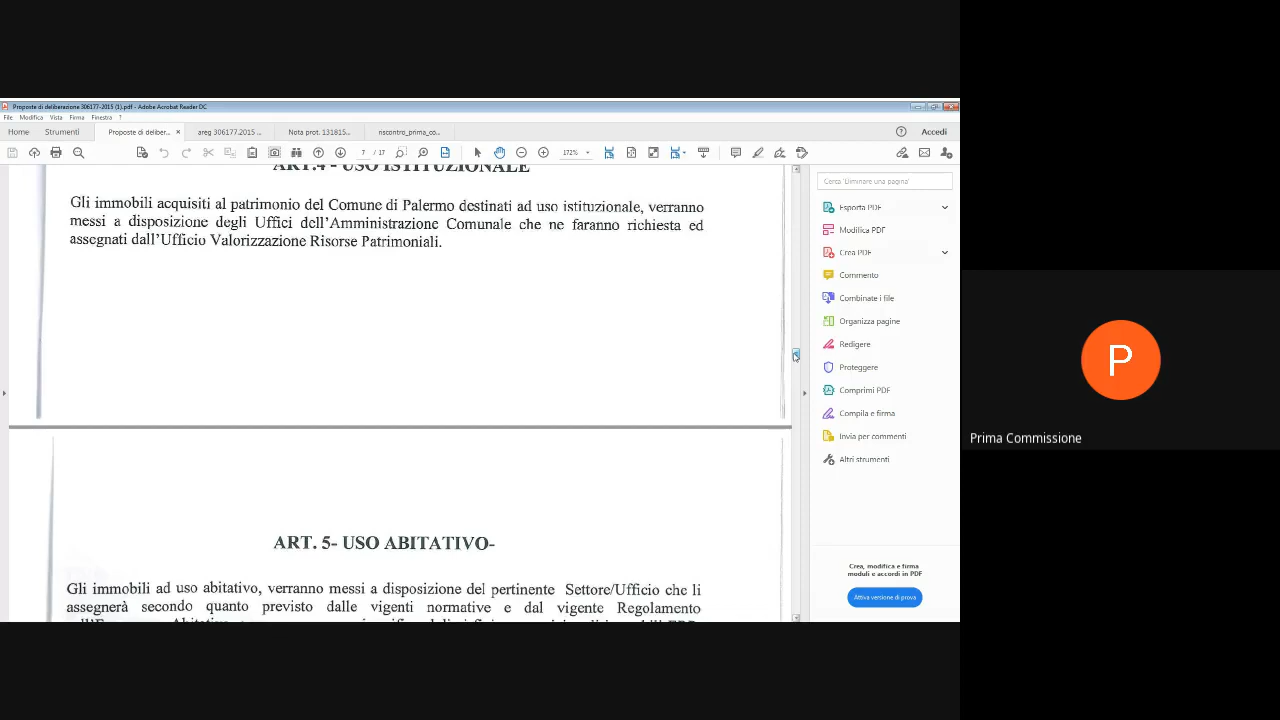 Proposte di deliberazione 306177-2015 (1).pdf - Adobe Acrobat Reader DC
File Modifica Vista Firma Finestra ?
Home Strumenti Proposte di deliber... × areg 306177.2015 ... Nota prot. 131815... riscontro_prima_co... Accedi
7 / 17 172%
ART.4 - USO ISTITUZIONALE
Gli immobili acquisiti al patrimonio del Comune di Palermo destinati ad uso istituzionale, verranno
messi a disposizione degli Uffici dell'Amministrazione Comunale che ne faranno richiesta ed
assegnati dall'Ufficio Valorizzazione Risorse Patrimoniali.
ART. 5- USO ABITATIVO-
Gli immobili ad uso abitativo, verranno messi a disposizione del pertinente Settore/Ufficio che li
assegnerà secondo quanto previsto dalle vigenti normative e dal vigente Regolamento
Cerca 'Eliminare una pagina'
Esporta PDF
Modifica PDF
Crea PDF
Commento
Combinate i file
Organizza pagine
Redigere
Proteggere
Comprimi PDF
Compila e firma
Invia per commenti
Altri strumenti
Crea, modifica e firma
moduli e accordi in PDF
Attiva versione di prova
P
Prima Commissione